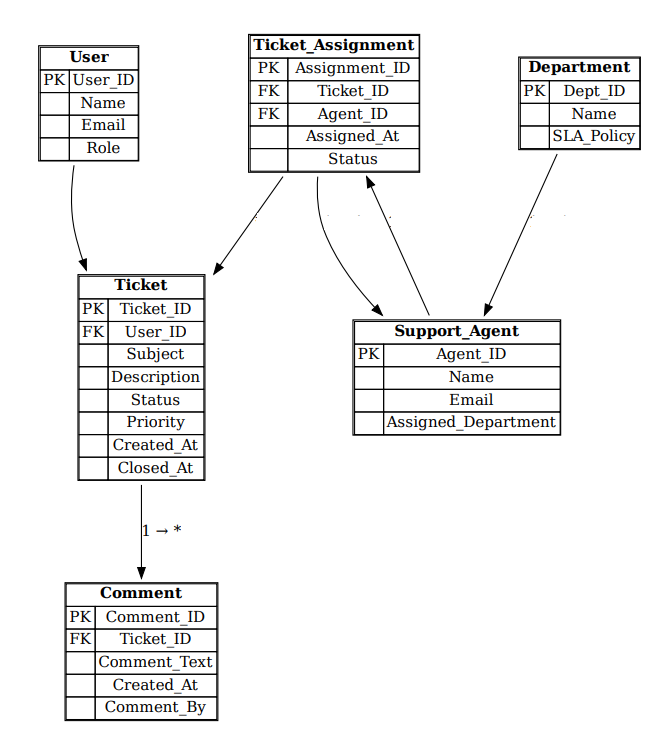 User
PK User_ID
Name
Email
Role
Ticket_Assignment
PK Assignment_ID
FK Ticket_ID
FK Agent_ID
Assigned_At
Status
Department
PK Dept_ID
Name
SLA_Policy
Ticket
PK Ticket_ID
FK User_ID
Subject
Description
Status
Priority
Created_At
Closed_At
Support_Agent
PK Agent_ID
Name
Email
Assigned_Department
1 → *
Comment
PK Comment_ID
FK Ticket_ID
Comment_Text
Created_At
Comment_By